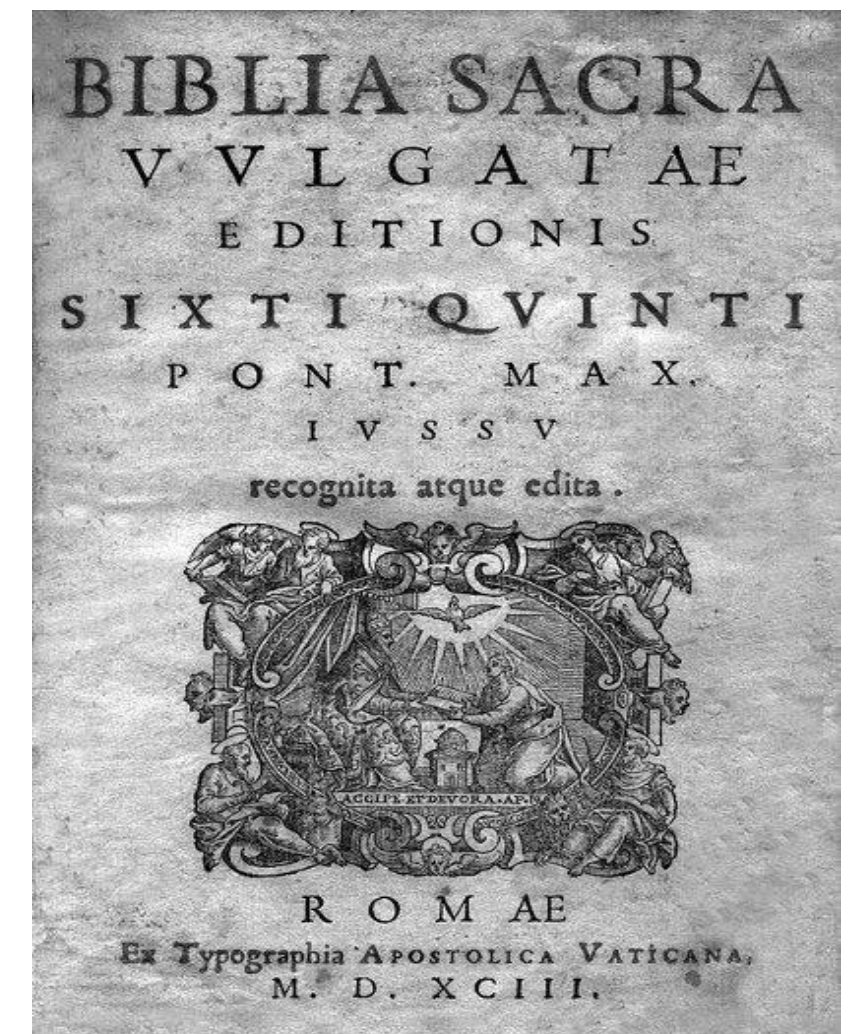 BIBLIA SACRA
VVLGATAE
EDITIONIS
SIXTI QVINTI
PONT. MAX.
IVSSV
recognita atque edita.
ACCIPE ET DEVORA. AP.
ROMAE
Ex Typographia APOSTOLICA VATICANA,
M. D. XCIII.